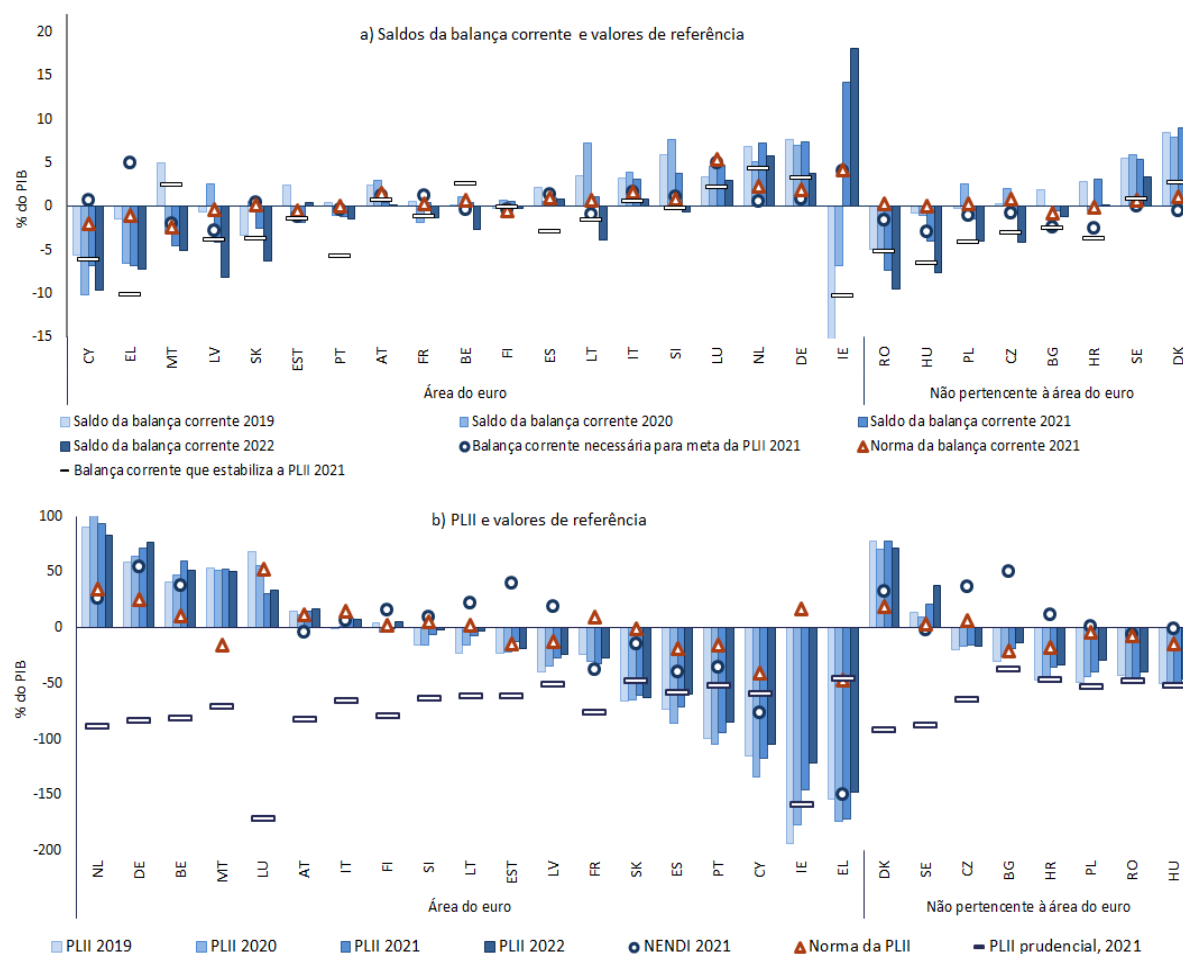 a) Saldos da balança corrente e valores de referência
% do PIB
20
15
10
5
0
-5
-10
-15
CY EL MT LV SK EST PT AT FR BE FI ES LT IT SI LU NL DE IE RO HU PL CZ BG HR SE DK
Área do euro Não pertencente à área do euro
Saldo da balança corrente 2019 Saldo da balança corrente 2020 Saldo da balança corrente 2021
Saldo da balança corrente 2022 Balança corrente necessária para meta da PLII 2021 Norma da balança corrente 2021
Balança corrente que estabiliza a PLII 2021
b) PLII e valores de referência
% do PIB
100
50
0
-50
-100
-150
-200
NL DE BE MT LU AT IT FI SI LT EST LV FR SK ES PT CY IE EL DK SE CZ BG HR PL RO HU
Área do euro Não pertencente à área do euro
PLII 2019 PLII 2020 PLII 2021 PLII 2022 NENDI 2021 Norma da PLII PLII prudencial, 2021